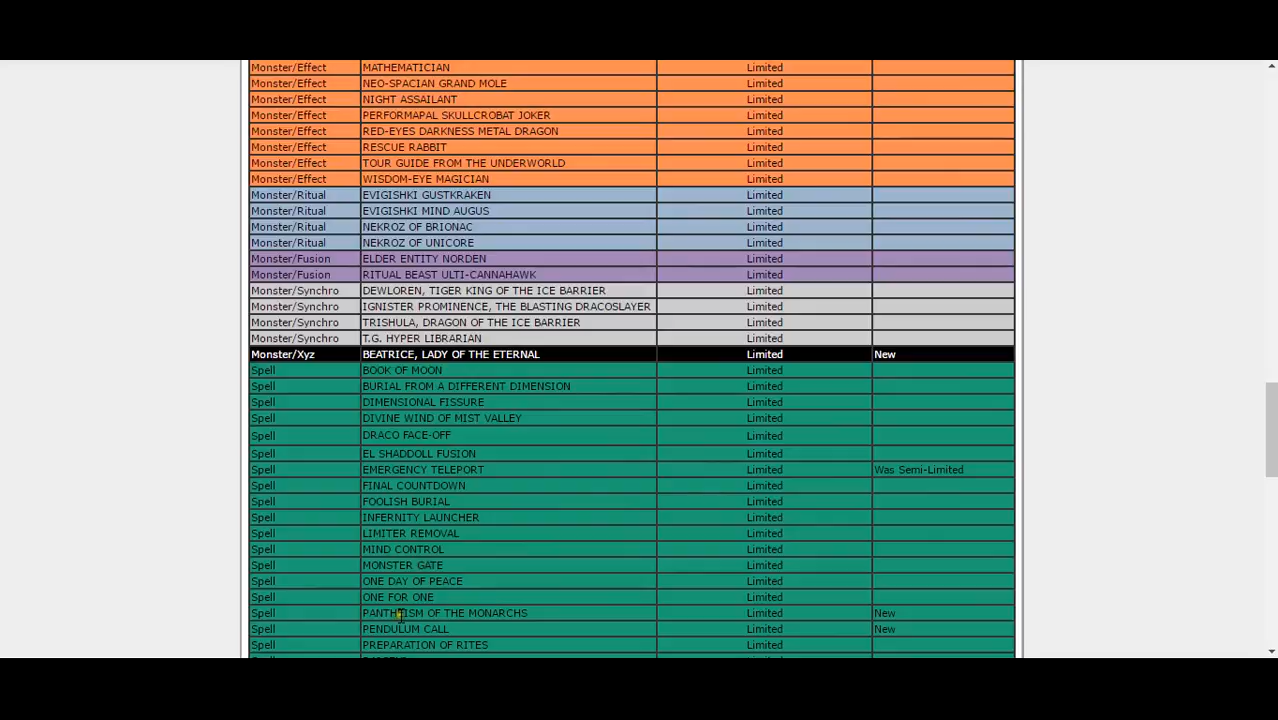 Monster/Effect MATHEMATICIAN Limited
Monster/Effect NEO-SPACIAN GRAND MOLE Limited
Monster/Effect NIGHT ASSAILANT Limited
Monster/Effect PERFORMAPAL SKULLCROBAT JOKER Limited
Monster/Effect RED-EYES DARKNESS METAL DRAGON Limited
Monster/Effect RESCUE RABBIT Limited
Monster/Effect TOUR GUIDE FROM THE UNDERWORLD Limited
Monster/Effect WISDOM-EYE MAGICIAN Limited
Monster/Ritual EVIGISHKI GUSTKRAKEN Limited
Monster/Ritual EVIGISHKI MIND AUGUS Limited
Monster/Ritual NEKROZ OF BRIONAC Limited
Monster/Ritual NEKROZ OF UNICORE Limited
Monster/Fusion ELDER ENTITY NORDEN Limited
Monster/Fusion RITUAL BEAST ULTI-CANNAHAWK Limited
Monster/Synchro DEWLOREN, TIGER KING OF THE ICE BARRIER Limited
Monster/Synchro IGNISTER PROMINENCE, THE BLASTING DRACOSLAYER Limited
Monster/Synchro TRISHULA, DRAGON OF THE ICE BARRIER Limited
Monster/Synchro T.G. HYPER LIBRARIAN Limited
Monster/Xyz BEATRICE, LADY OF THE ETERNAL Limited New
Spell BOOK OF MOON Limited
Spell BURIAL FROM A DIFFERENT DIMENSION Limited
Spell DIMENSIONAL FISSURE Limited
Spell DIVINE WIND OF MIST VALLEY Limited
Spell DRACO FACE-OFF Limited
Spell EL SHADDOLL FUSION Limited
Spell EMERGENCY TELEPORT Limited Was Semi-Limited
Spell FINAL COUNTDOWN Limited
Spell FOOLISH BURIAL Limited
Spell INFERNITY LAUNCHER Limited
Spell LIMITER REMOVAL Limited
Spell MIND CONTROL Limited
Spell MONSTER GATE Limited
Spell ONE DAY OF PEACE Limited
Spell ONE FOR ONE Limited
Spell PANTHEISM OF THE MONARCHS Limited New
Spell PENDULUM CALL Limited New
Spell PREPARATION OF RITES Limited